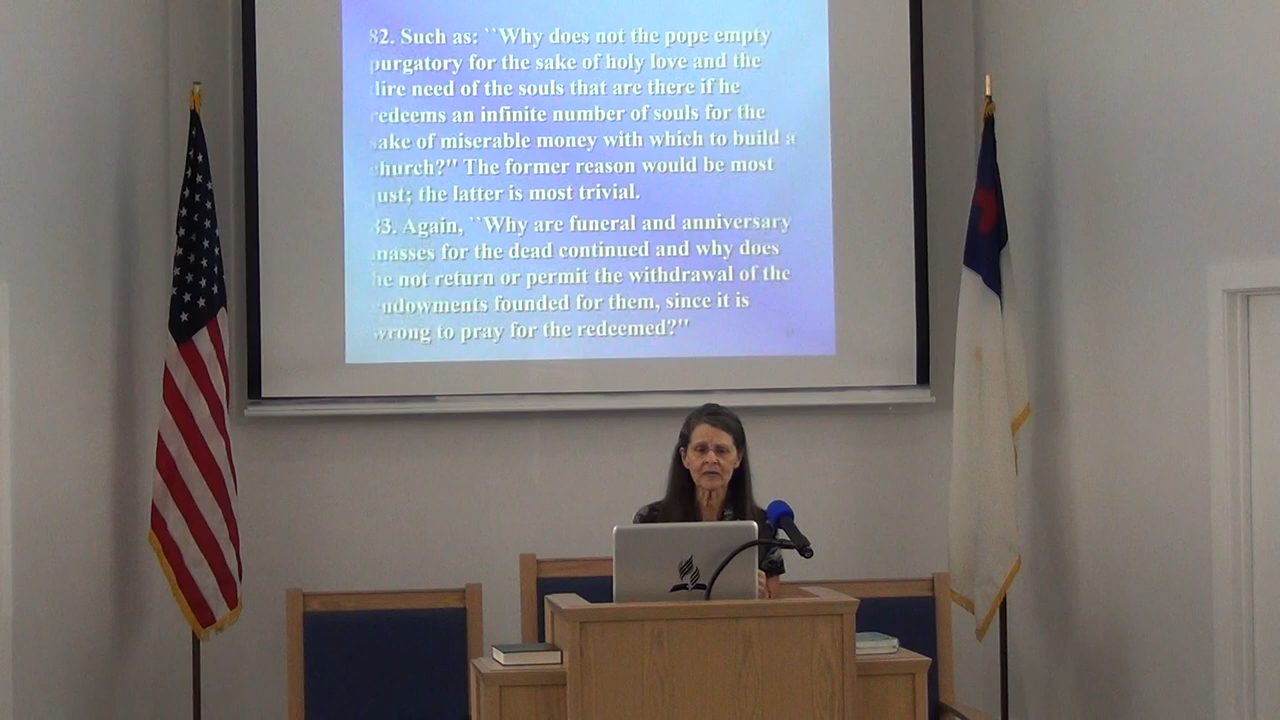 82. Such as: ``Why does not the pope empty
purgatory for the sake of holy love and the
dire need of the souls that are there if he
redeems an infinite number of souls for the
sake of miserable money with which to build a
church?'' The former reason would be most
just; the latter is most trivial.
83. Again, ``Why are funeral and anniversary
masses for the dead continued and why does
he not return or permit the withdrawal of the
endowments founded for them, since it is
wrong to pray for the redeemed?''